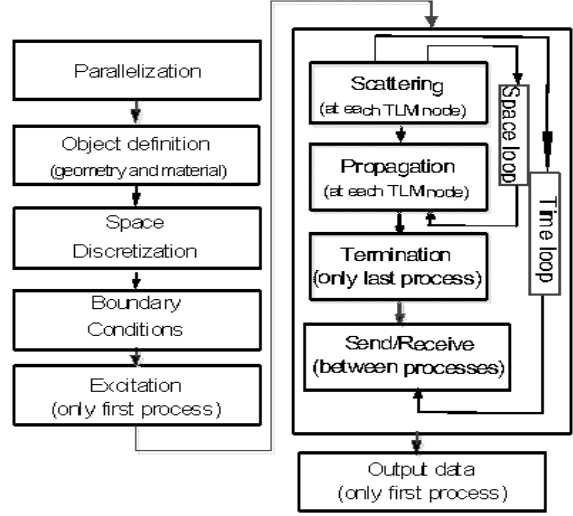 Parallelization
Object definition
(geometry and material)
Space
Discretization
Boundary
Conditions
Excitation
(only first process)
Scattering
(at each TLM node)
Propagation
(at each TLM node)
Termination
(only last process)
Send/Receive
(between processes)
Space loop
Time loop
Output data
(only first process)